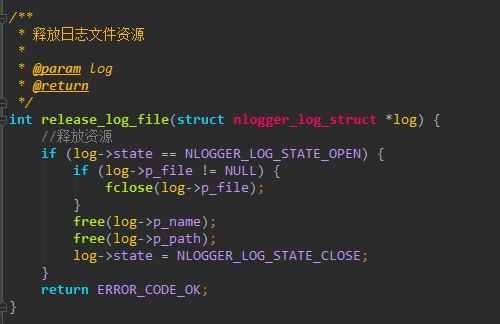 /**
 * 释放日志文件资源
 *
 * @param log
 * @return
 */
int release_log_file(struct nlogger_log_struct *log) {
    //释放资源
    if (log->state == NLOGGER_LOG_STATE_OPEN) {
        if (log->p_file != NULL) {
            fclose(log->p_file);
        }
        free(log->p_name);
        free(log->p_path);
        log->state = NLOGGER_LOG_STATE_CLOSE;
    }
    return ERROR_CODE_OK;
}